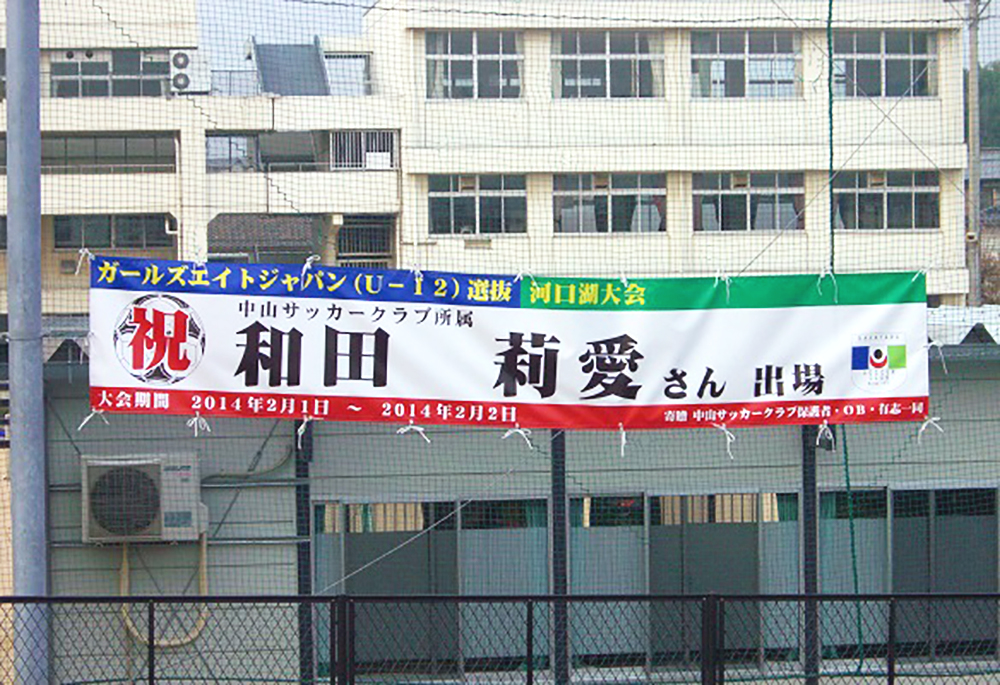 ガールズエイトジャパン(U-12)選抜 河口湖大会
祝
中山サッカークラブ所属
和田 莉愛さん 出場
大会期間 2014年2月1日 ～ 2014年2月2日
寄贈 中山サッカークラブ保護者・OB・有志一同